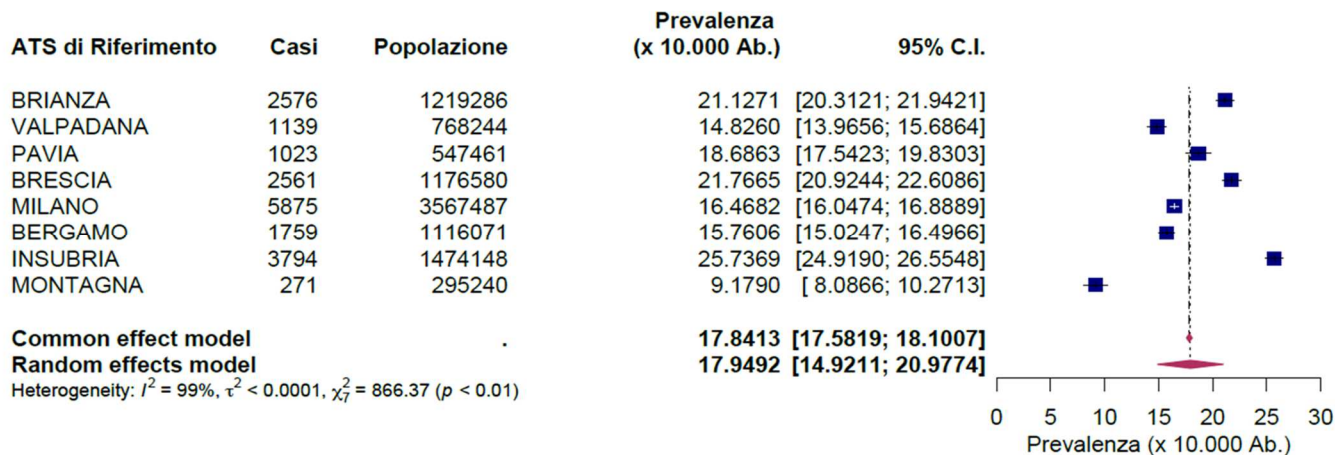 Prevalenza
ATS di Riferimento Casi Popolazione (x 10.000 Ab.) 95% C.I.
BRIANZA 2576 1219286 21.1271 [20.3121; 21.9421]
VALPADANA 1139 768244 14.8260 [13.9656; 15.6864]
PAVIA 1023 547461 18.6863 [17.5423; 19.8303]
BRESCIA 2561 1176580 21.7665 [20.9244; 22.6086]
MILANO 5875 3567487 16.4682 [16.0474; 16.8889]
BERGAMO 1759 1116071 15.7606 [15.0247; 16.4966]
INSUBRIA 3794 1474148 25.7369 [24.9190; 26.5548]
MONTAGNA 271 295240 9.1790 [ 8.0866; 10.2713]
Common effect model . 17.8413 [17.5819; 18.1007]
Random effects model 17.9492 [14.9211; 20.9774]
Heterogeneity: I² = 99%, τ² < 0.0001, χ²₇ = 866.37 (p < 0.01)
0 5 10 15 20 25 30
Prevalenza (x 10.000 Ab.)